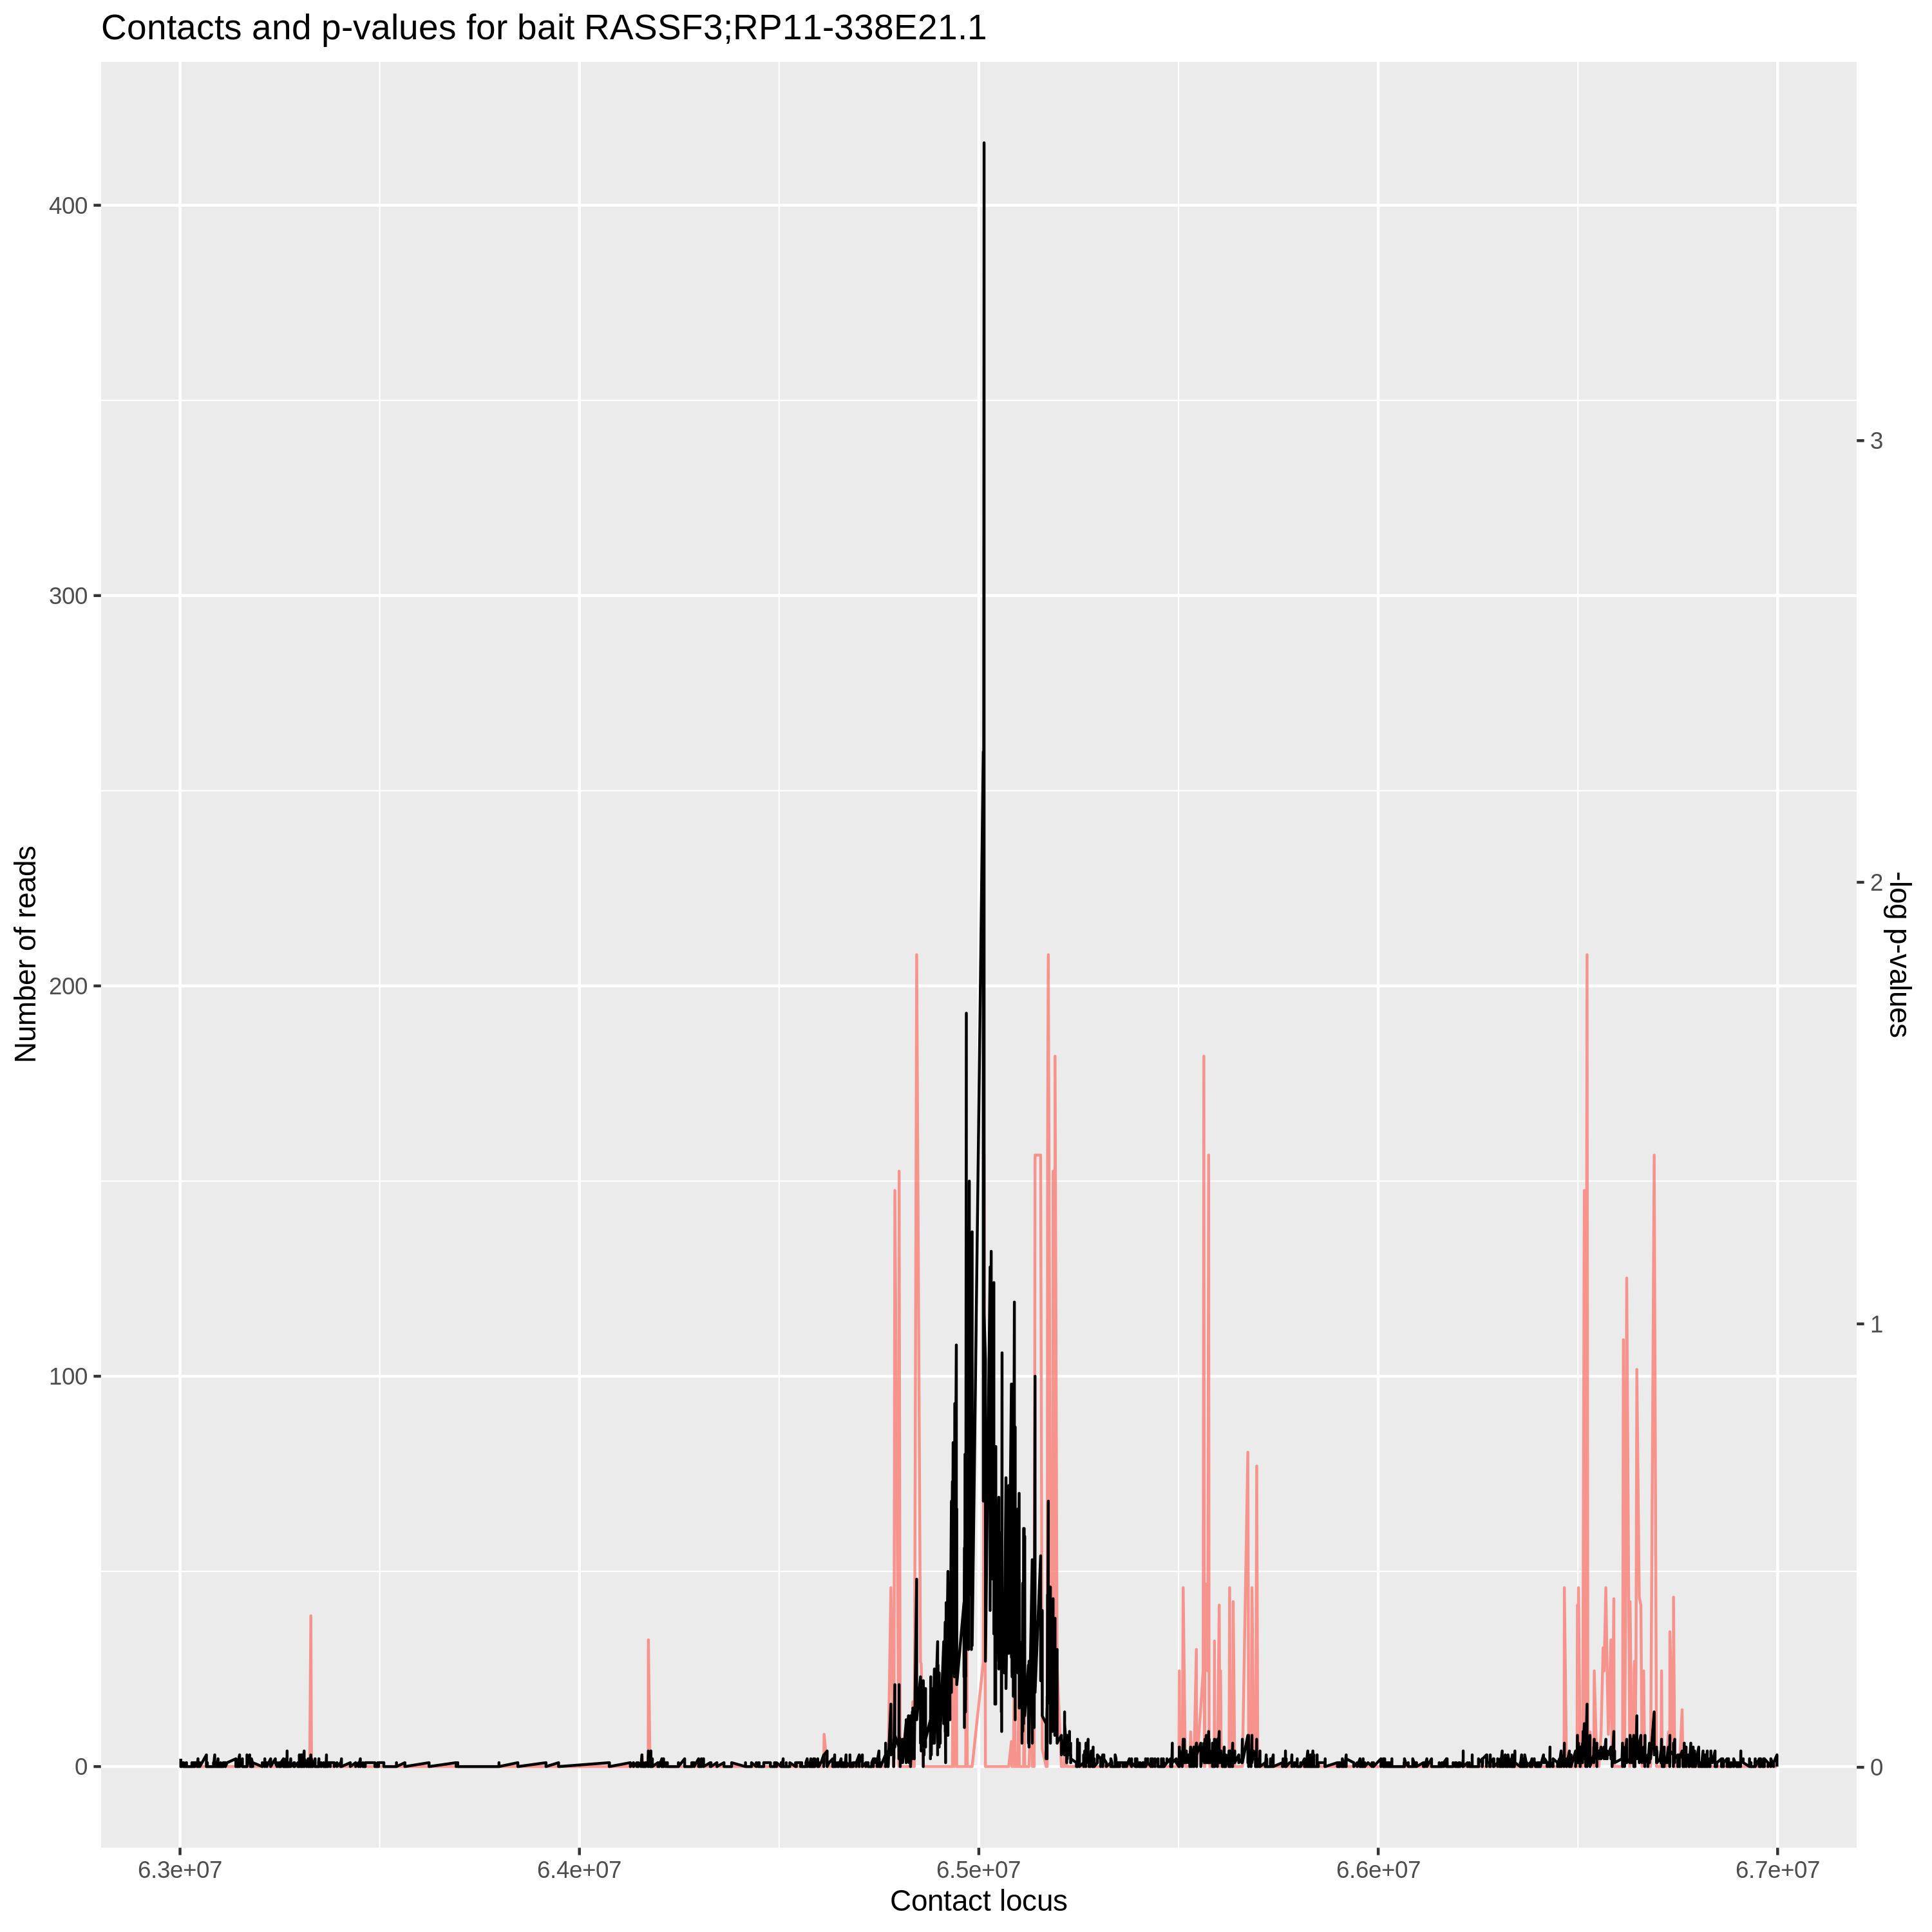 Contacts and p-values for bait RASSF3;RP11-338E21.1
400
300
200
100
0
Number of reads
3
2
1
0
-log p-values
6.3e+07
6.4e+07
6.5e+07
6.6e+07
6.7e+07
Contact locus